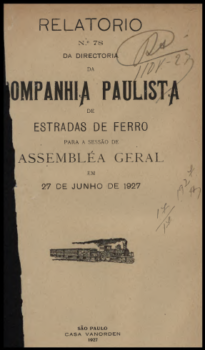 RELATORIO
N.º 78
DA DIRECTORIA
DA
OMPANHIA PAULISTA
DE
ESTRADAS DE FERRO
PARA A SESSÃO DE
ASSEMBLÉA GERAL
EM
27 DE JUNHO DE 1927
SÃO PAULO
CASA VANORDEN
1927